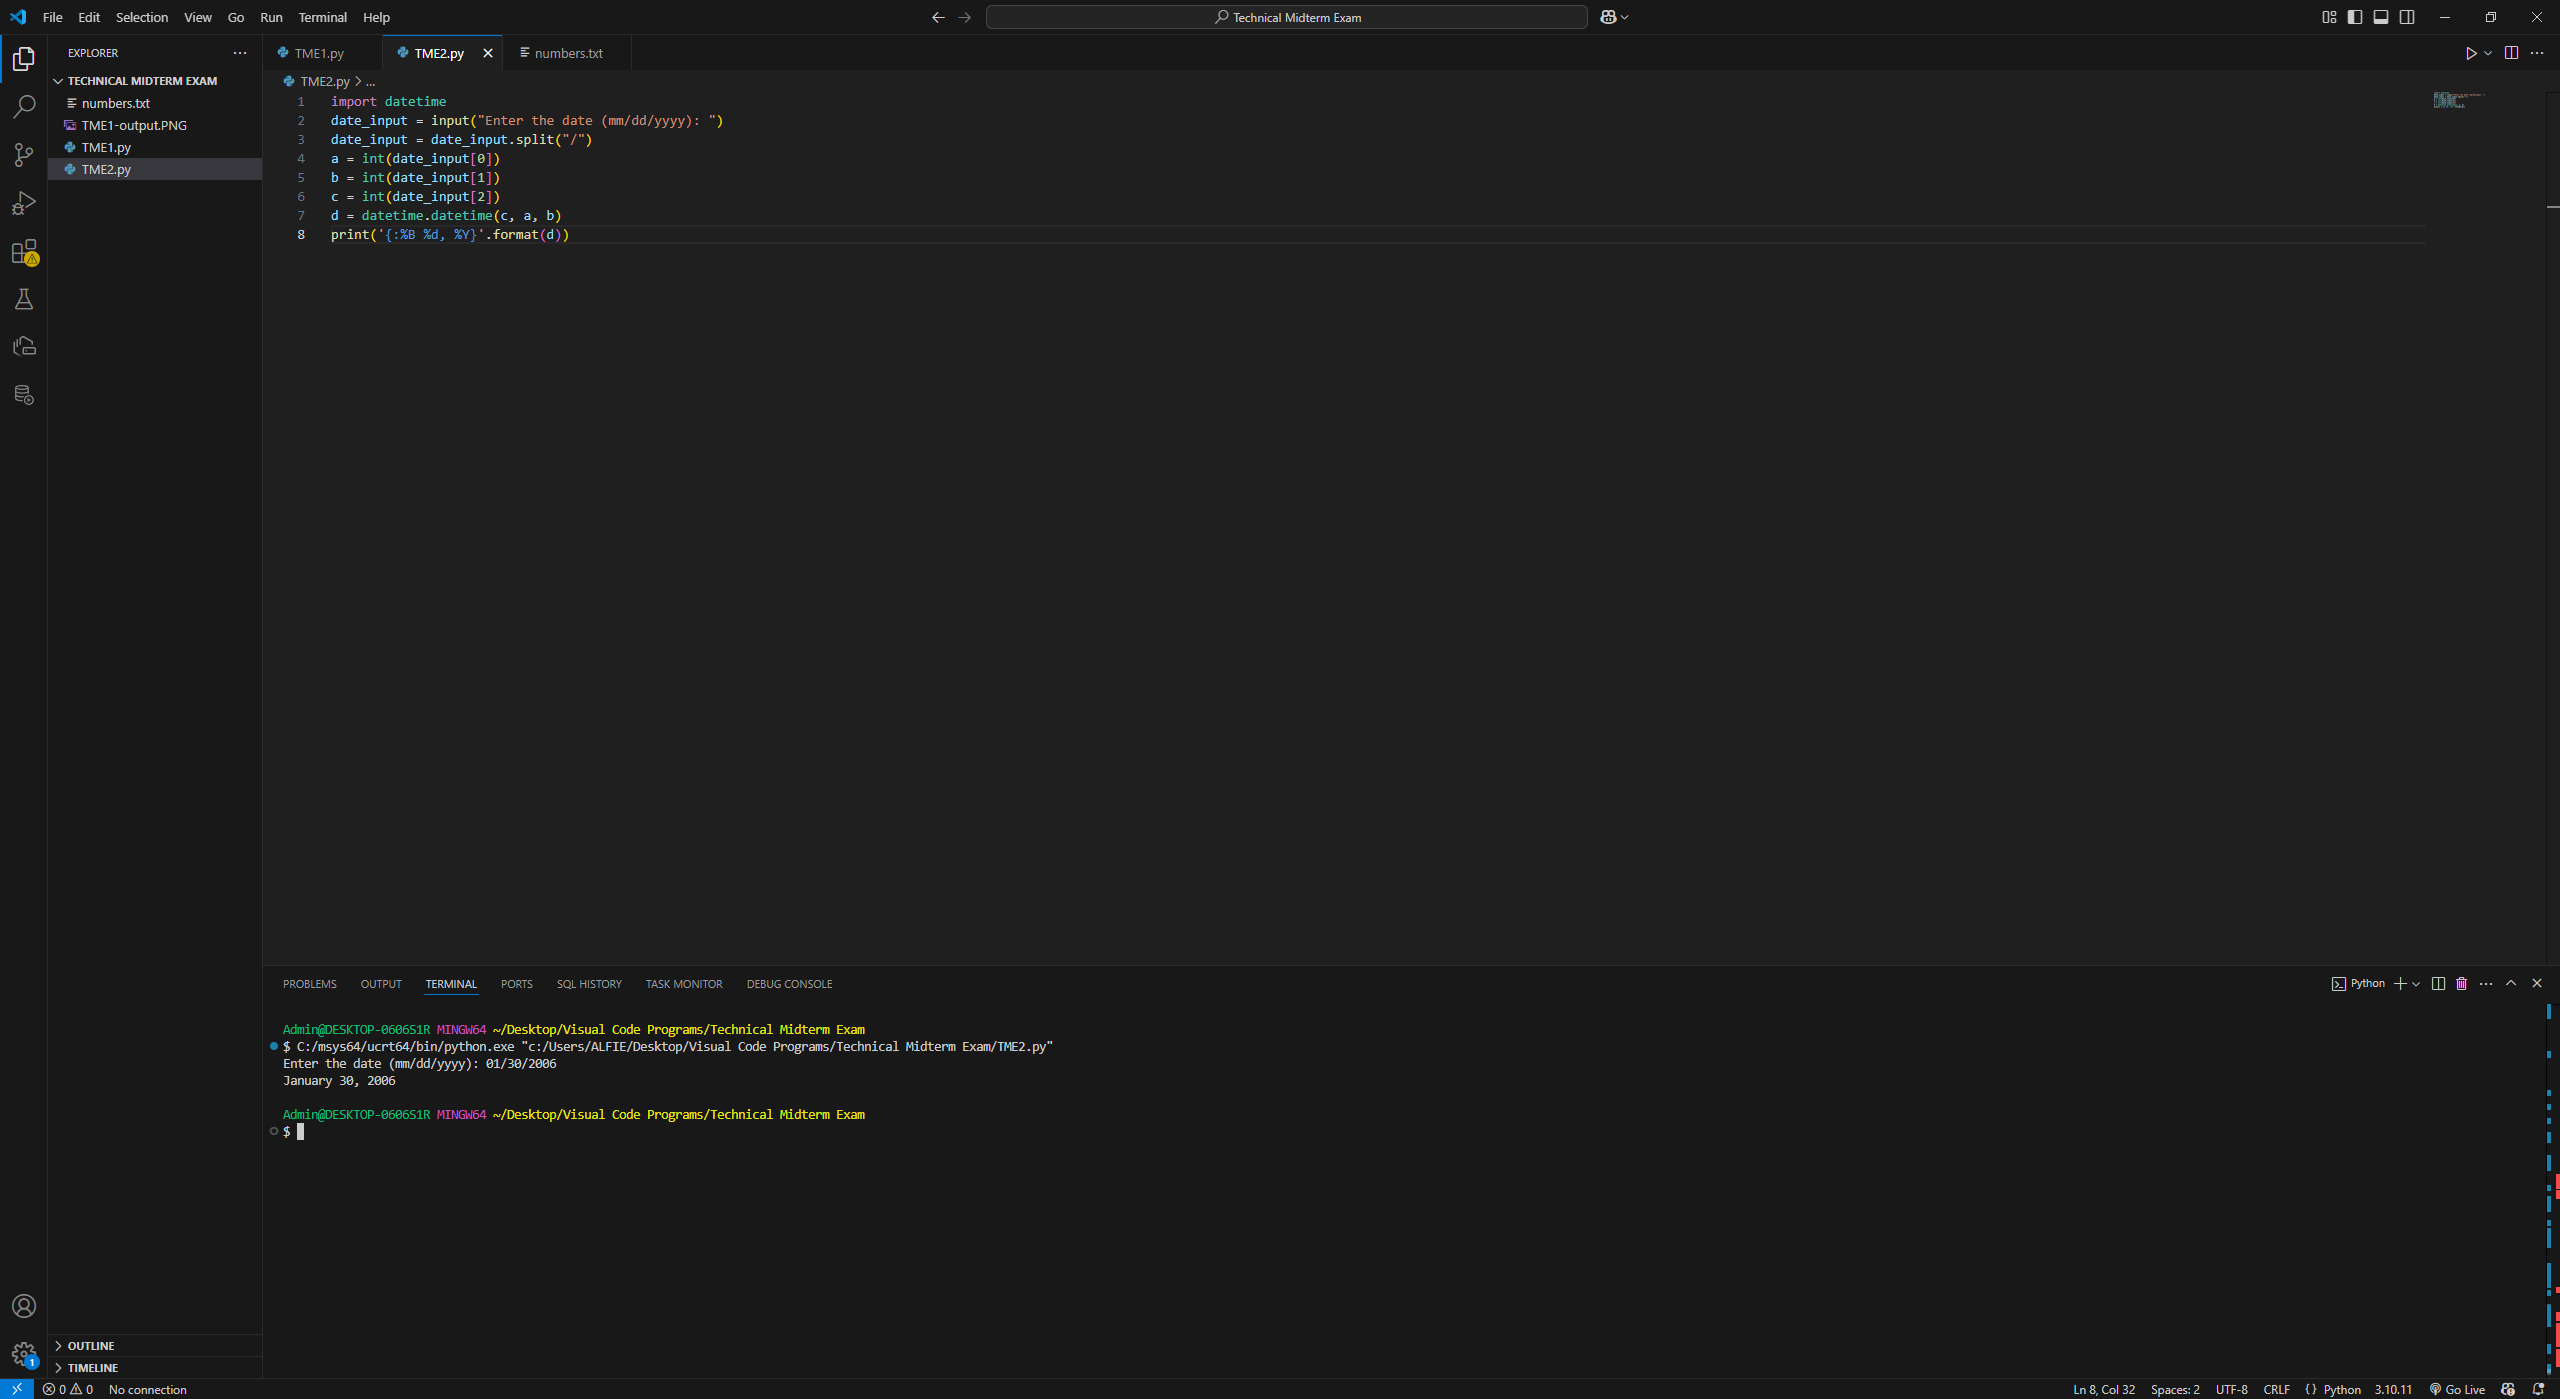 File Edit Selection View Go Run Terminal Help
Technical Midterm Exam
EXPLORER
TECHNICAL MIDTERM EXAM
numbers.txt
TME1-output.PNG
TME1.py
TME2.py
OUTLINE
TIMELINE
TME1.py TME2.py numbers.txt
TME2.py > ...
1 import datetime
2 date_input = input("Enter the date (mm/dd/yyyy): ")
3 date_input = date_input.split("/")
4 a = int(date_input[0])
5 b = int(date_input[1])
6 c = int(date_input[2])
7 d = datetime.datetime(c, a, b)
8 print('{:%B %d, %Y}'.format(d))
PROBLEMS OUTPUT TERMINAL PORTS SQL HISTORY TASK MONITOR DEBUG CONSOLE
Python
Admin@DESKTOP-0606S1R MINGW64 ~/Desktop/Visual Code Programs/Technical Midterm Exam
$ C:/msys64/ucrt64/bin/python.exe "c:/Users/ALFIE/Desktop/Visual Code Programs/Technical Midterm Exam/TME2.py"
Enter the date (mm/dd/yyyy): 01/30/2006
January 30, 2006
Admin@DESKTOP-0606S1R MINGW64 ~/Desktop/Visual Code Programs/Technical Midterm Exam
$
1
0 0 No connection
Ln 8, Col 32 Spaces: 2 UTF-8 CRLF {} Python 3.10.11 Go Live